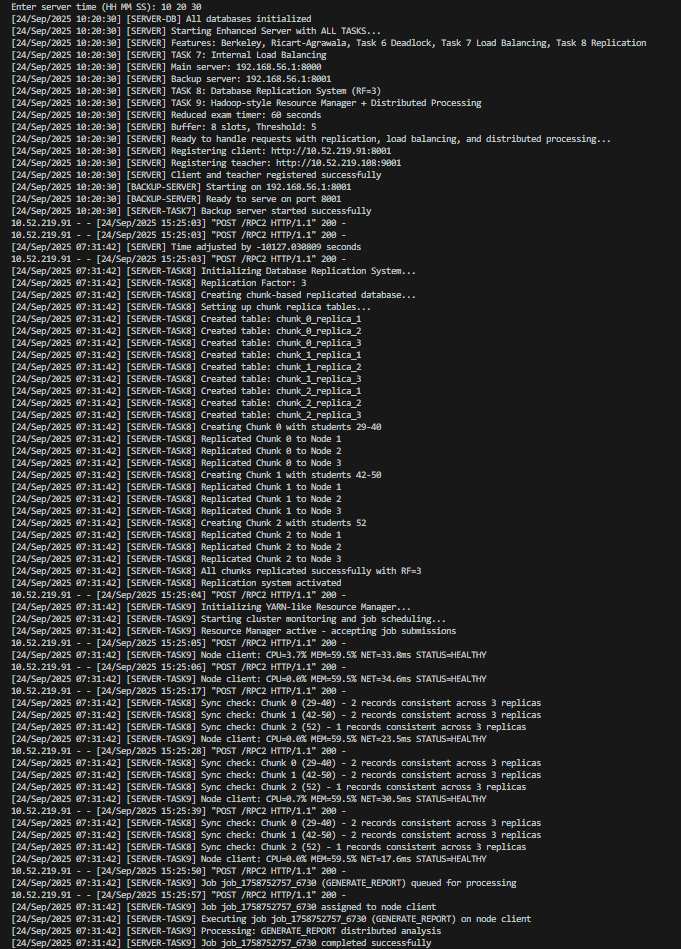 Enter server time (HH MM SS): 10 20 30
[24/Sep/2025 10:20:30] [SERVER-DB] All databases initialized
[24/Sep/2025 10:20:30] [SERVER] Starting Enhanced Server with ALL TASKS...
[24/Sep/2025 10:20:30] [SERVER] Features: Berkeley, Ricart-Agrawala, Task 6 Deadlock, Task 7 Load Balancing, Task 8 Replication
[24/Sep/2025 10:20:30] [SERVER] TASK 7: Internal Load Balancing
[24/Sep/2025 10:20:30] [SERVER] Main server: 192.168.56.1:8000
[24/Sep/2025 10:20:30] [SERVER] Backup server: 192.168.56.1:8001
[24/Sep/2025 10:20:30] [SERVER] TASK 8: Database Replication System (RF=3)
[24/Sep/2025 10:20:30] [SERVER] TASK 9: Hadoop-style Resource Manager + Distributed Processing
[24/Sep/2025 10:20:30] [SERVER] Reduced exam timer: 60 seconds
[24/Sep/2025 10:20:30] [SERVER] Buffer: 8 slots, Threshold: 5
[24/Sep/2025 10:20:30] [SERVER] Ready to handle requests with replication, load balancing, and distributed processing...
[24/Sep/2025 10:20:30] [SERVER] Registering client: http://10.52.219.91:8001
[24/Sep/2025 10:20:30] [SERVER] Registering teacher: http://10.52.219.108:9001
[24/Sep/2025 10:20:30] [SERVER] Client and teacher registered successfully
[24/Sep/2025 10:20:30] [BACKUP-SERVER] Starting on 192.168.56.1:8001
[24/Sep/2025 10:20:30] [BACKUP-SERVER] Ready to serve on port 8001
[24/Sep/2025 10:20:30] [SERVER-TASK7] Backup server started successfully
10.52.219.91 - - [24/Sep/2025 15:25:03] "POST /RPC2 HTTP/1.1" 200 -
10.52.219.91 - - [24/Sep/2025 15:25:03] "POST /RPC2 HTTP/1.1" 200 -
[24/Sep/2025 07:31:42] [SERVER] Time adjusted by -10127.030809 seconds
10.52.219.91 - - [24/Sep/2025 15:25:03] "POST /RPC2 HTTP/1.1" 200 -
[24/Sep/2025 07:31:42] [SERVER-TASK8] Initializing Database Replication System...
[24/Sep/2025 07:31:42] [SERVER-TASK8] Replication Factor: 3
[24/Sep/2025 07:31:42] [SERVER-TASK8] Creating chunk-based replicated database...
[24/Sep/2025 07:31:42] [SERVER-TASK8] Setting up chunk replica tables...
[24/Sep/2025 07:31:42] [SERVER-TASK8] Created table: chunk_0_replica_1
[24/Sep/2025 07:31:42] [SERVER-TASK8] Created table: chunk_0_replica_2
[24/Sep/2025 07:31:42] [SERVER-TASK8] Created table: chunk_0_replica_3
[24/Sep/2025 07:31:42] [SERVER-TASK8] Created table: chunk_1_replica_1
[24/Sep/2025 07:31:42] [SERVER-TASK8] Created table: chunk_1_replica_2
[24/Sep/2025 07:31:42] [SERVER-TASK8] Created table: chunk_1_replica_3
[24/Sep/2025 07:31:42] [SERVER-TASK8] Created table: chunk_2_replica_1
[24/Sep/2025 07:31:42] [SERVER-TASK8] Created table: chunk_2_replica_2
[24/Sep/2025 07:31:42] [SERVER-TASK8] Created table: chunk_2_replica_3
[24/Sep/2025 07:31:42] [SERVER-TASK8] Creating Chunk 0 with students 29-40
[24/Sep/2025 07:31:42] [SERVER-TASK8] Replicated Chunk 0 to Node 1
[24/Sep/2025 07:31:42] [SERVER-TASK8] Replicated Chunk 0 to Node 2
[24/Sep/2025 07:31:42] [SERVER-TASK8] Replicated Chunk 0 to Node 3
[24/Sep/2025 07:31:42] [SERVER-TASK8] Creating Chunk 1 with students 42-50
[24/Sep/2025 07:31:42] [SERVER-TASK8] Replicated Chunk 1 to Node 1
[24/Sep/2025 07:31:42] [SERVER-TASK8] Replicated Chunk 1 to Node 2
[24/Sep/2025 07:31:42] [SERVER-TASK8] Replicated Chunk 1 to Node 3
[24/Sep/2025 07:31:42] [SERVER-TASK8] Creating Chunk 2 with students 52
[24/Sep/2025 07:31:42] [SERVER-TASK8] Replicated Chunk 2 to Node 1
[24/Sep/2025 07:31:42] [SERVER-TASK8] Replicated Chunk 2 to Node 2
[24/Sep/2025 07:31:42] [SERVER-TASK8] Replicated Chunk 2 to Node 3
[24/Sep/2025 07:31:42] [SERVER-TASK8] All chunks replicated successfully with RF=3
[24/Sep/2025 07:31:42] [SERVER-TASK8] Replication system activated
10.52.219.91 - - [24/Sep/2025 15:25:04] "POST /RPC2 HTTP/1.1" 200 -
[24/Sep/2025 07:31:42] [SERVER-TASK9] Initializing YARN-like Resource Manager...
[24/Sep/2025 07:31:42] [SERVER-TASK9] Starting cluster monitoring and job scheduling...
[24/Sep/2025 07:31:42] [SERVER-TASK9] Resource Manager active - accepting job submissions
10.52.219.91 - - [24/Sep/2025 15:25:05] "POST /RPC2 HTTP/1.1" 200 -
[24/Sep/2025 07:31:42] [SERVER-TASK9] Node client: CPU=3.7% MEM=59.5% NET=33.8ms STATUS=HEALTHY
10.52.219.91 - - [24/Sep/2025 15:25:06] "POST /RPC2 HTTP/1.1" 200 -
[24/Sep/2025 07:31:42] [SERVER-TASK9] Node client: CPU=0.0% MEM=59.5% NET=34.6ms STATUS=HEALTHY
10.52.219.91 - - [24/Sep/2025 15:25:17] "POST /RPC2 HTTP/1.1" 200 -
[24/Sep/2025 07:31:42] [SERVER-TASK8] Sync check: Chunk 0 (29-40) - 2 records consistent across 3 replicas
[24/Sep/2025 07:31:42] [SERVER-TASK8] Sync check: Chunk 1 (42-50) - 2 records consistent across 3 replicas
[24/Sep/2025 07:31:42] [SERVER-TASK8] Sync check: Chunk 2 (52) - 1 records consistent across 3 replicas
[24/Sep/2025 07:31:42] [SERVER-TASK9] Node client: CPU=0.0% MEM=59.5% NET=23.5ms STATUS=HEALTHY
10.52.219.91 - - [24/Sep/2025 15:25:28] "POST /RPC2 HTTP/1.1" 200 -
[24/Sep/2025 07:31:42] [SERVER-TASK8] Sync check: Chunk 0 (29-40) - 2 records consistent across 3 replicas
[24/Sep/2025 07:31:42] [SERVER-TASK8] Sync check: Chunk 1 (42-50) - 2 records consistent across 3 replicas
[24/Sep/2025 07:31:42] [SERVER-TASK8] Sync check: Chunk 2 (52) - 1 records consistent across 3 replicas
[24/Sep/2025 07:31:42] [SERVER-TASK9] Node client: CPU=0.7% MEM=59.5% NET=30.5ms STATUS=HEALTHY
10.52.219.91 - - [24/Sep/2025 15:25:39] "POST /RPC2 HTTP/1.1" 200 -
[24/Sep/2025 07:31:42] [SERVER-TASK8] Sync check: Chunk 0 (29-40) - 2 records consistent across 3 replicas
[24/Sep/2025 07:31:42] [SERVER-TASK8] Sync check: Chunk 1 (42-50) - 2 records consistent across 3 replicas
[24/Sep/2025 07:31:42] [SERVER-TASK8] Sync check: Chunk 2 (52) - 1 records consistent across 3 replicas
[24/Sep/2025 07:31:42] [SERVER-TASK9] Node client: CPU=0.0% MEM=59.5% NET=17.6ms STATUS=HEALTHY
10.52.219.91 - - [24/Sep/2025 15:25:50] "POST /RPC2 HTTP/1.1" 200 -
[24/Sep/2025 07:31:42] [SERVER-TASK9] Job job_1758752757_6730 (GENERATE_REPORT) queued for processing
10.52.219.91 - - [24/Sep/2025 15:25:57] "POST /RPC2 HTTP/1.1" 200 -
[24/Sep/2025 07:31:42] [SERVER-TASK9] Job job_1758752757_6730 assigned to node client
[24/Sep/2025 07:31:42] [SERVER-TASK9] Executing job job_1758752757_6730 (GENERATE_REPORT) on node client
[24/Sep/2025 07:31:42] [SERVER-TASK9] Processing: GENERATE_REPORT distributed analysis
[24/Sep/2025 07:31:42] [SERVER-TASK9] Job job_1758752757_6730 completed successfully